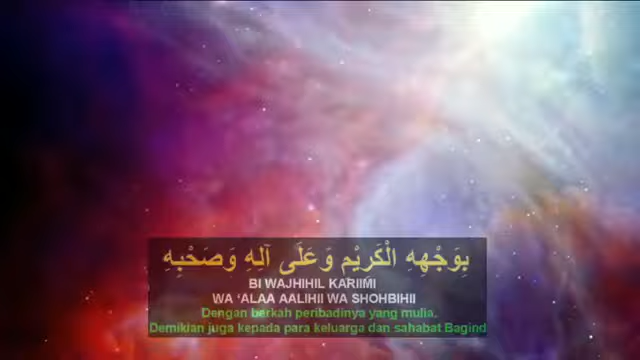 بِوَجْهِهِ الْكَرِيْمِ وَعَلَى آلِهِ وَصَحْبِهِ
BI WAJHIHIL KARIIMI
WA ‘ALAA AALIHII WA SHOHBIHII
Dengan berkah peribadinya yang mulia.
Demikian juga kepada para keluarga dan sahabat Bagind